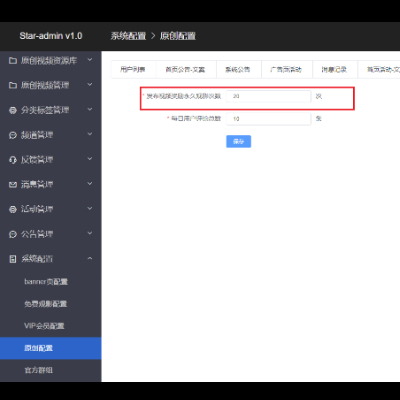 Star-admin v1.0
系统配置 > 原创配置
原创视频资源库
原创视频管理
分类标签管理
频道管理
反馈管理
消息管理
活动管理
公告管理
系统配置
banner页配置
免费观影配置
VIP会员配置
原创配置
官方群组
用户列表 首页公告-文案 系统公告 广告页活动 消息记录 首页活动-文
* 发布视频奖励永久观影次数 20 次
* 每日用户评论点数 10 条
保存